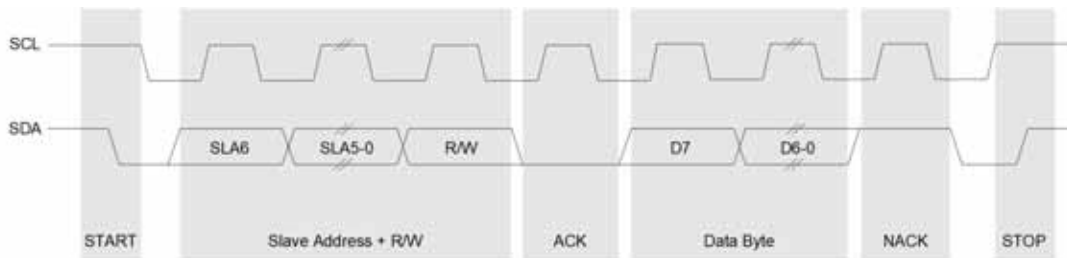 SCL
SDA
SLA6 SLA5-0 R/W D7 D6-0
START Slave Address + R/W ACK Data Byte NACK STOP